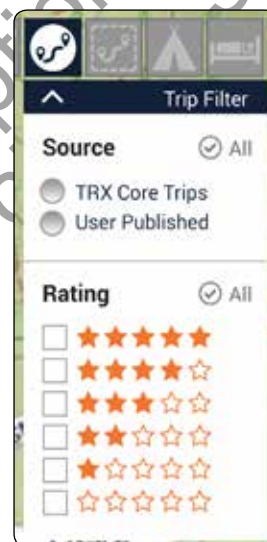 Trip Filter
Source All
TRX Core Trips
User Published
Rating All